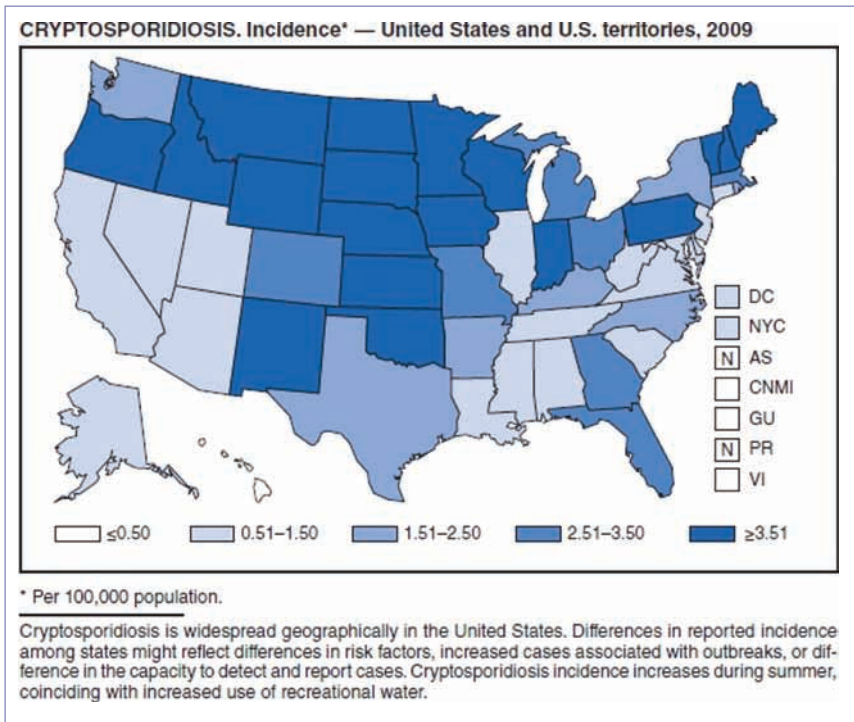 CRYPTOSPORIDIOSIS. Incidence* — United States and U.S. territories, 2009
DC
NYC
N AS
CNMI
GU
N PR
VI
≤0.50 0.51–1.50 1.51–2.50 2.51–3.50 ≥3.51
* Per 100,000 population.
Cryptosporidiosis is widespread geographically in the United States. Differences in reported incidence
among states might reflect differences in risk factors, increased cases associated with outbreaks, or dif-
ference in the capacity to detect and report cases. Cryptosporidiosis incidence increases during summer,
coinciding with increased use of recreational water.